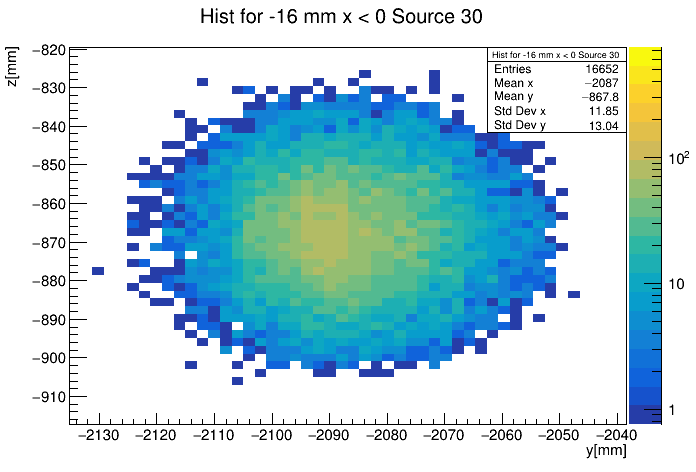 Hist for -16 mm x < 0 Source 30
z[mm]
−820
−830
−840
−850
−860
−870
−880
−890
−900
−910
Hist for -16 mm x < 0 Source 30
Entries 16652
Mean x −2087
Mean y −867.8
Std Dev x 11.85
Std Dev y 13.04
10²
10
1
−2130 −2120 −2110 −2100 −2090 −2080 −2070 −2060 −2050 −2040
y[mm]